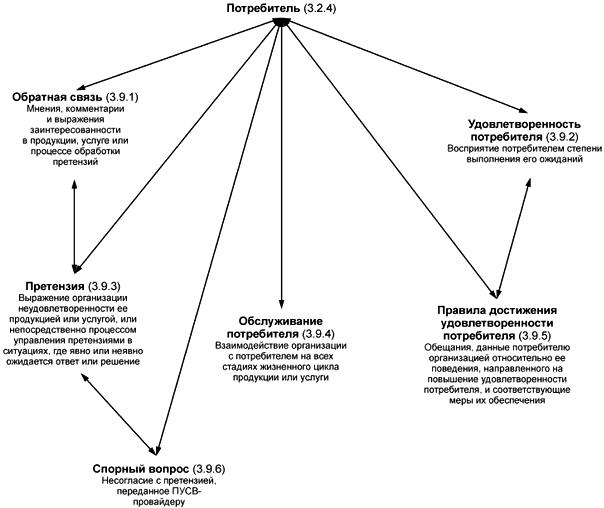 Потребитель (3.2.4)
Обратная связь (3.9.1)
Мнения, комментарии
и выражения
заинтересованности
в продукции, услуге или
процессе обработки
претензий
Удовлетворенность
потребителя (3.9.2)
Восприятие потребителем степени
выполнения его ожиданий
Претензия (3.9.3)
Выражение организации
неудовлетворенности ее
продукцией или услугой, или
непосредственно процессом
управления претензиями в
ситуациях, где явно или неявно
ожидается ответ или решение
Обслуживание
потребителя (3.9.4)
Взаимодействие организации
с потребителем на всех
стадиях жизненного цикла
продукции или услуги
Правила достижения
удовлетворенности
потребителя (3.9.5)
Обещания, данные потребителю
организацией относительно ее
поведения, направленного на
повышение удовлетворенности
потребителя, и соответствующие
меры их обеспечения
Спорный вопрос (3.9.6)
Несогласие с претензией,
переданное ПУСВ-
провайдеру